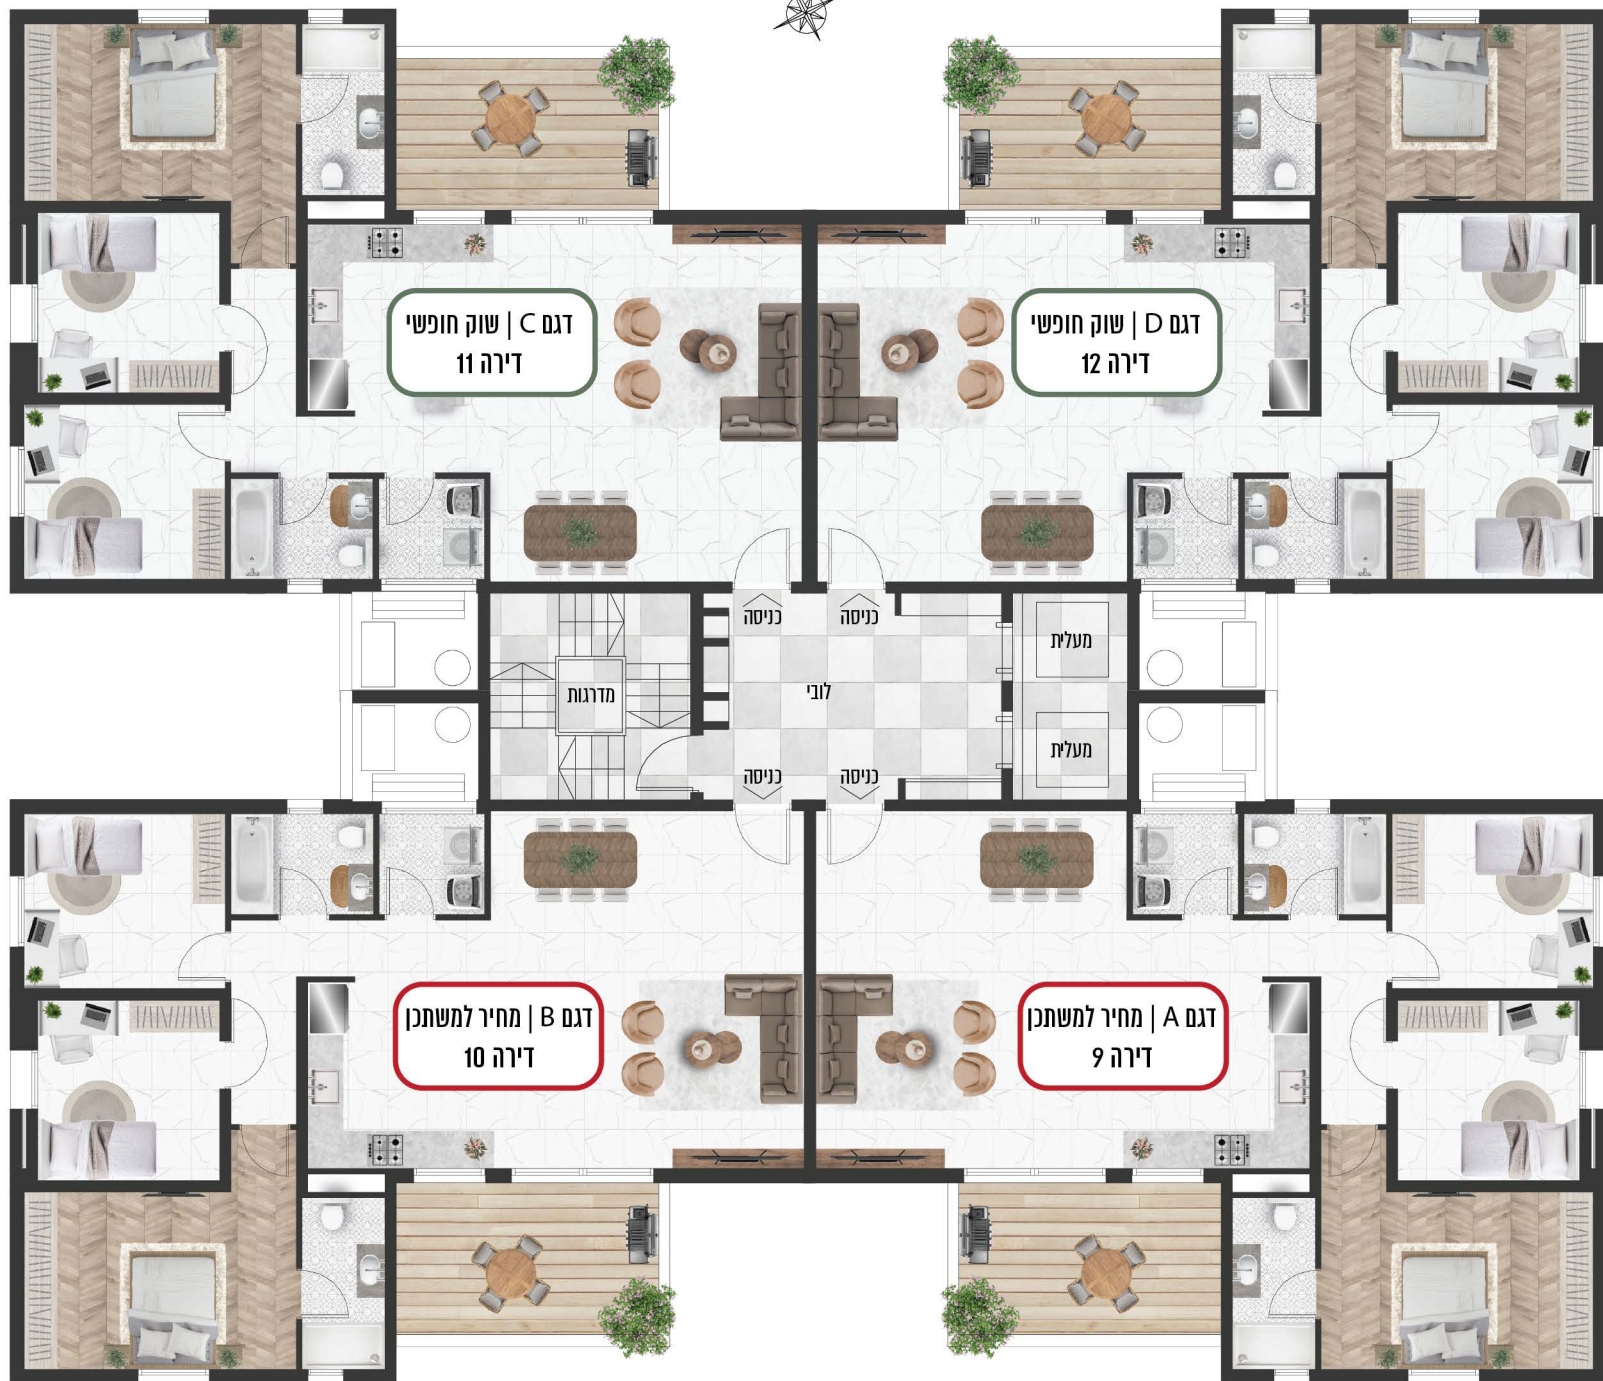 דגם C | שוק חופשי
דירה 11
דגם D | שוק חופשי
דירה 12
כניסה
כניסה
מעלית
מדרגות
לובי
מעלית
כניסה
כניסה
דגם B | מחיר למשתכן
דירה 10
דגם A | מחיר למשתכן
דירה 9